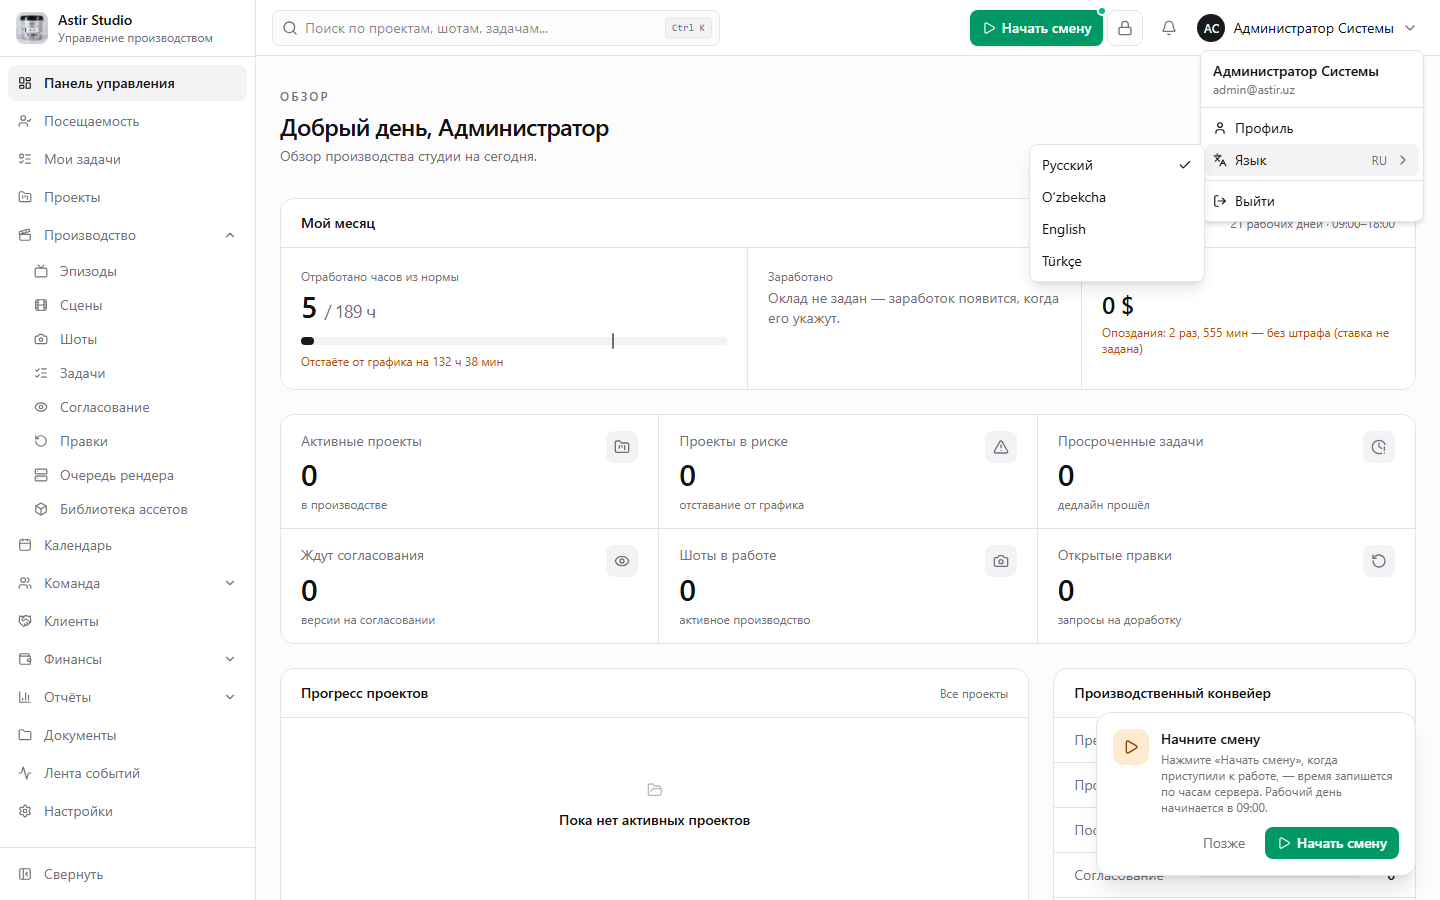 Astir Studio
Управление производством
Поиск по проектам, шотам, задачам...
Ctrl K
Начать смену
АС
Администратор Системы
Администратор Системы
admin@astir.uz
Профиль
Язык
RU
Выйти
Русский
Oʻzbekcha
English
Türkçe
Панель управления
Посещаемость
Мои задачи
Проекты
Производство
Эпизоды
Сцены
Шоты
Задачи
Согласование
Правки
Очередь рендера
Библиотека ассетов
Календарь
Команда
Клиенты
Финансы
Отчёты
Документы
Лента событий
Настройки
Свернуть
ОБЗОР
Добрый день, Администратор
Обзор производства студии на сегодня.
Мой месяц
21 рабочих дней · 09:00–18:00
Отработано часов из нормы
5 / 189 ч
Отстаёте от графика на 132 ч 38 мин
Заработано
Оклад не задан — заработок появится, когда
его укажут.
0 $
Опоздания: 2 раз, 555 мин — без штрафа (ставка не
задана)
Активные проекты
0
в производстве
Проекты в риске
0
отставание от графика
Просроченные задачи
0
дедлайн прошёл
Ждут согласования
0
версии на согласовании
Шоты в работе
0
активное производство
Открытые правки
0
запросы на доработку
Прогресс проектов
Все проекты
Пока нет активных проектов
Производственный конвейер
Согласование
0
Начните смену
Нажмите «Начать смену», когда
приступили к работе, — время запишется
по часам сервера. Рабочий день
начинается в 09:00.
Позже
Начать смену